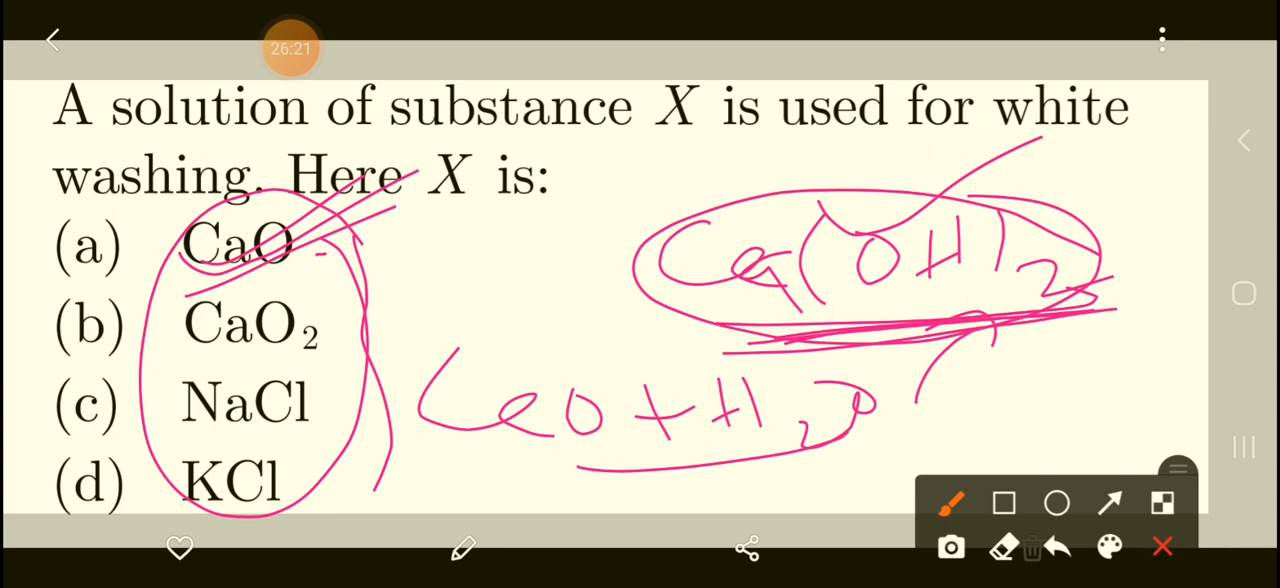 26:21
A solution of substance X is used for white
washing. Here X is:
(a) CaO
(b) CaO₂
(c) NaCl
(d) KCl
Ca(OH)₂
CaO+H₂O